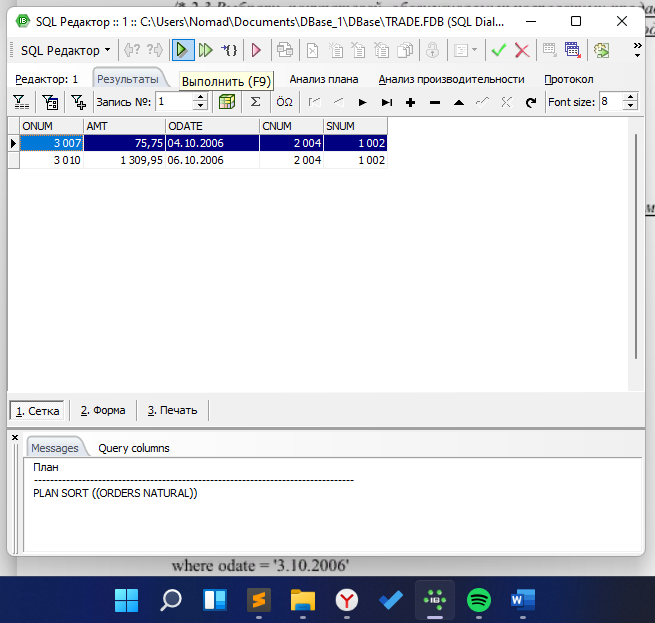 SQL Редактор :: 1 :: C:\Users\Nomad\Documents\DBase_1\DBase\TRADE.FDB (SQL Dial...
SQL Редактор
Редактор: 1 Результаты Выполнить (F9) Анализ плана Анализ производительности Протокол
Запись №: 1 Σ ÖΩ Font size: 8
ONUM AMT ODATE CNUM SNUM
3 007 75,75 04.10.2006 2 004 1 002
3 010 1 309,95 06.10.2006 2 004 1 002
1. Сетка 2. Форма 3. Печать
Messages Query columns
План
--------------------------------------------------------------------------------
PLAN SORT ((ORDERS NATURAL))
where odate = '3.10.2006'